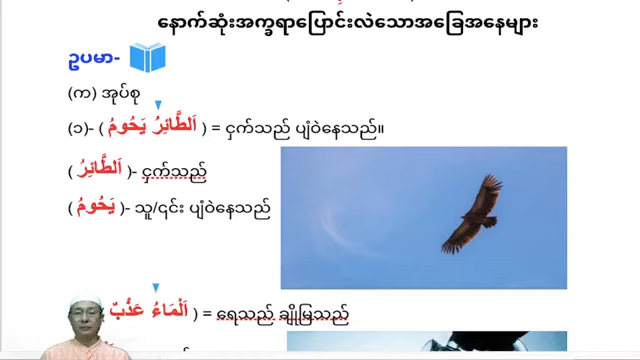 နောက်ဆုံးအက္ခရာပြောင်းလဲသောအခြေအနေများ
ဥပမာ-
(က) အုပ်စု
(၁)- ( اَلطَّائِرُ يَحُومُ ) = ငှက်သည် ပျံဝဲနေသည်။
( اَلطَّائِرُ )- ငှက်သည်
( يَحُومُ )- သူ/၎င်း ပျံဝဲနေသည်
اَلْمَاءُ عَذْبٌ ) = ရေသည် ချိုမြသည်